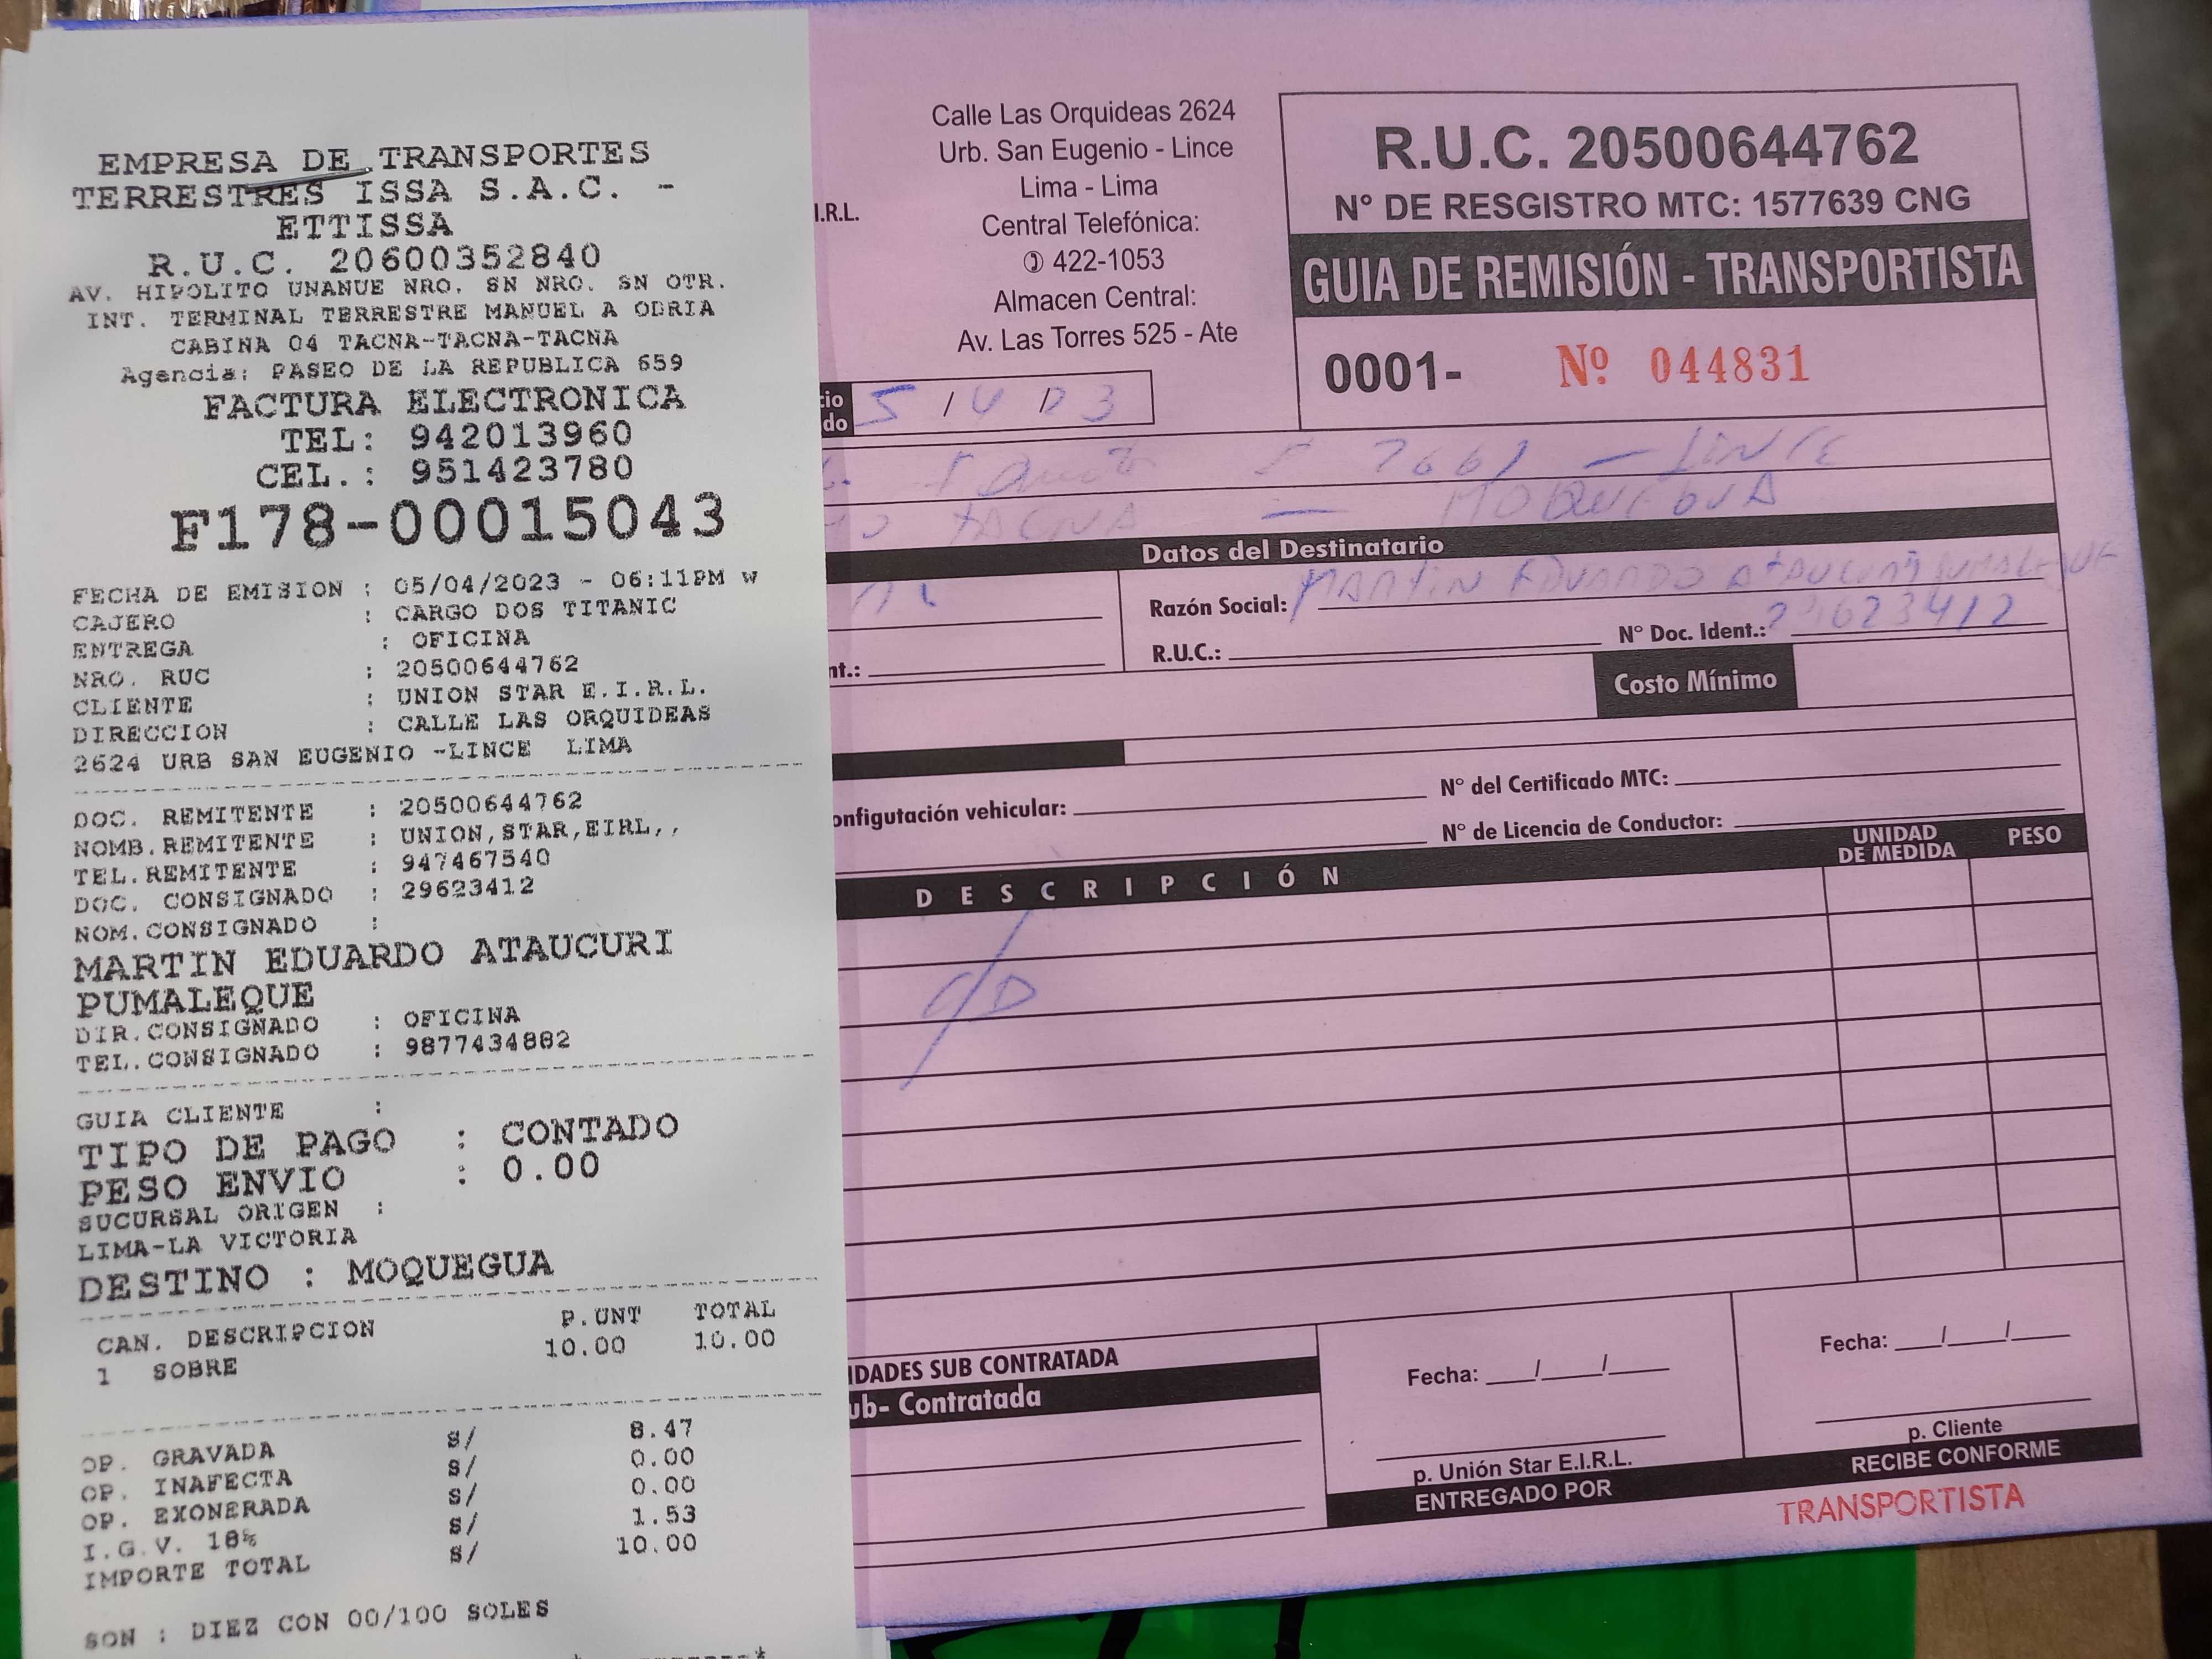 EMPRESA DE TRANSPORTES
TERRESTRES ISSA S.A.C. -
ETTISSA
R.U.C. 20600352840
AV. HIPOLITO UNANUE NRO. SN NRO. SN OTR.
INT. TERMINAL TERRESTRE MANUEL A ODRIA
CABINA 04 TACNA-TACNA-TACNA
Agencia: PASEO DE LA REPUBLICA 659
FACTURA ELECTRONICA
TEL: 942013960
CEL.: 951423780
F178-00015043
FECHA DE EMISION : 05/04/2023 - 06:11PM w
CAJERO : CARGO DOS TITANIC
ENTREGA : OFICINA
NRO. RUC : 20500644762
CLIENTE : UNION STAR E.I.R.L.
DIRECCION : CALLE LAS ORQUIDEAS
2624 URB SAN EUGENIO -LINCE LIMA
DOC. REMITENTE : 20500644762
NOMB.REMITENTE : UNION,STAR,EIRL,,
TEL.REMITENTE : 947467540
DOC. CONSIGNADO : 29623412
NOM.CONSIGNADO :
MARTIN EDUARDO ATAUCURI
PUMALEQUE
DIR.CONSIGNADO : OFICINA
TEL.CONSIGNADO : 9877434882
GUIA CLIENTE :
TIPO DE PAGO : CONTADO
PESO ENVIO : 0.00
SUCURSAL ORIGEN :
LIMA-LA VICTORIA
DESTINO : MOQUEGUA
CAN. DESCRIPCION P.UNT TOTAL
1 SOBRE 10.00 10.00
OP. GRAVADA S/ 8.47
OP. INAFECTA S/ 0.00
OP. EXONERADA S/ 0.00
I.G.V. 18% S/ 1.53
IMPORTE TOTAL S/ 10.00
SON : DIEZ CON 00/100 SOLES
I.R.L.
Calle Las Orquideas 2624
Urb. San Eugenio - Lince
Lima - Lima
Central Telefónica:
✆ 422-1053
Almacen Central:
Av. Las Torres 525 - Ate
R.U.C. 20500644762
N° DE RESGISTRO MTC: 1577639 CNG
GUIA DE REMISIÓN - TRANSPORTISTA
0001- Nº 044831
cio
do 5 / 4 /
7661 - LINCE
TACNA - MOQUEGUA
Datos del Destinatario
Razón Social: MARTIN EDUARDO ATAUCURI PUMALEQUE
N° Doc. Ident.: 29623412
R.U.C.:
nt.:
Costo Mínimo
onfigutación vehicular: N° del Certificado MTC:
N° de Licencia de Conductor:
DESCRIPCIÓN UNIDAD DE MEDIDA PESO
IDADES SUB CONTRATADA
ub- Contratada
Fecha: / /
p. Unión Star E.I.R.L.
ENTREGADO POR
Fecha: / /
p. Cliente
RECIBE CONFORME
TRANSPORTISTA